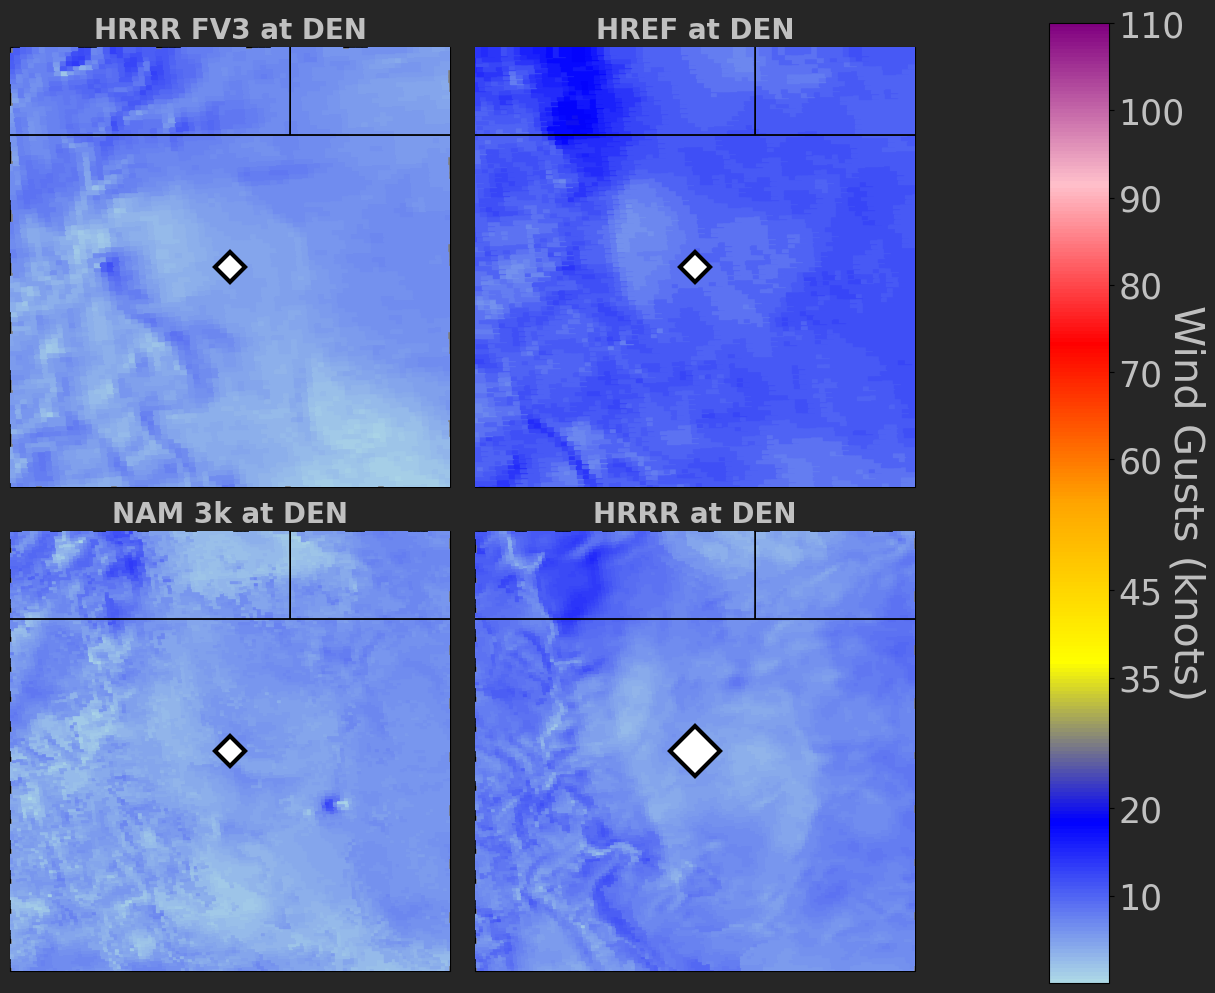 HRRR FV3 at DEN
HREF at DEN
NAM 3k at DEN
HRRR at DEN
110
100
90
80
70
60
45
35
20
10
Wind Gusts (knots)